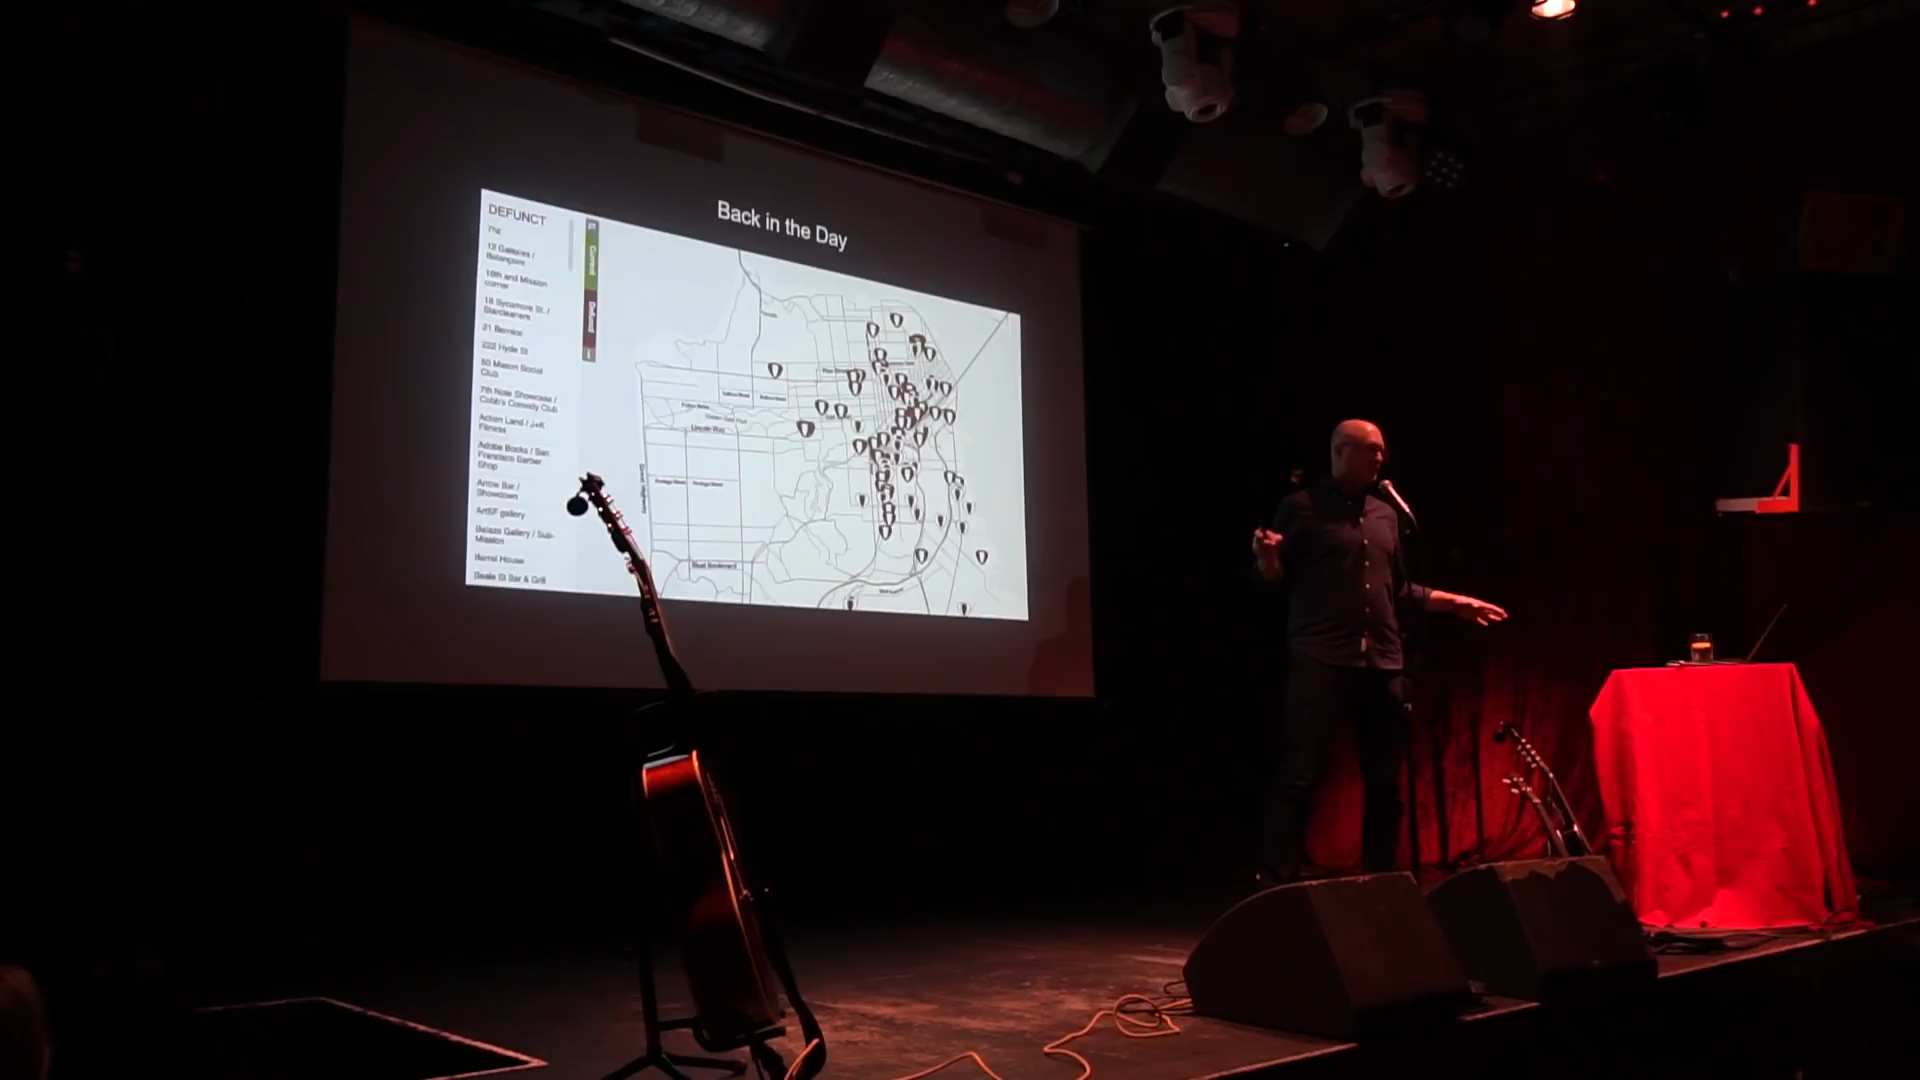 Back in the Day
DEFUNCT
12 Galaxies /
Balançoire
16th and Mission
corner
18 Sycamore St. /
Starcleaners
21 Bernice
222 Hyde St
50 Mason Social
Club
7th Note Showcase /
Cobb's Comedy Club
Action Land / J+K
Fitness
Adobe Books / San
Francisco Barber
Shop
Arrow Bar /
Showdown
ArtSF gallery
Balazo Gallery / Sub-
Mission
Barrel House
Beale St Bar & Grill
Current
Defunct
Lincoln Way
Great Highway
Sloat Boulevard